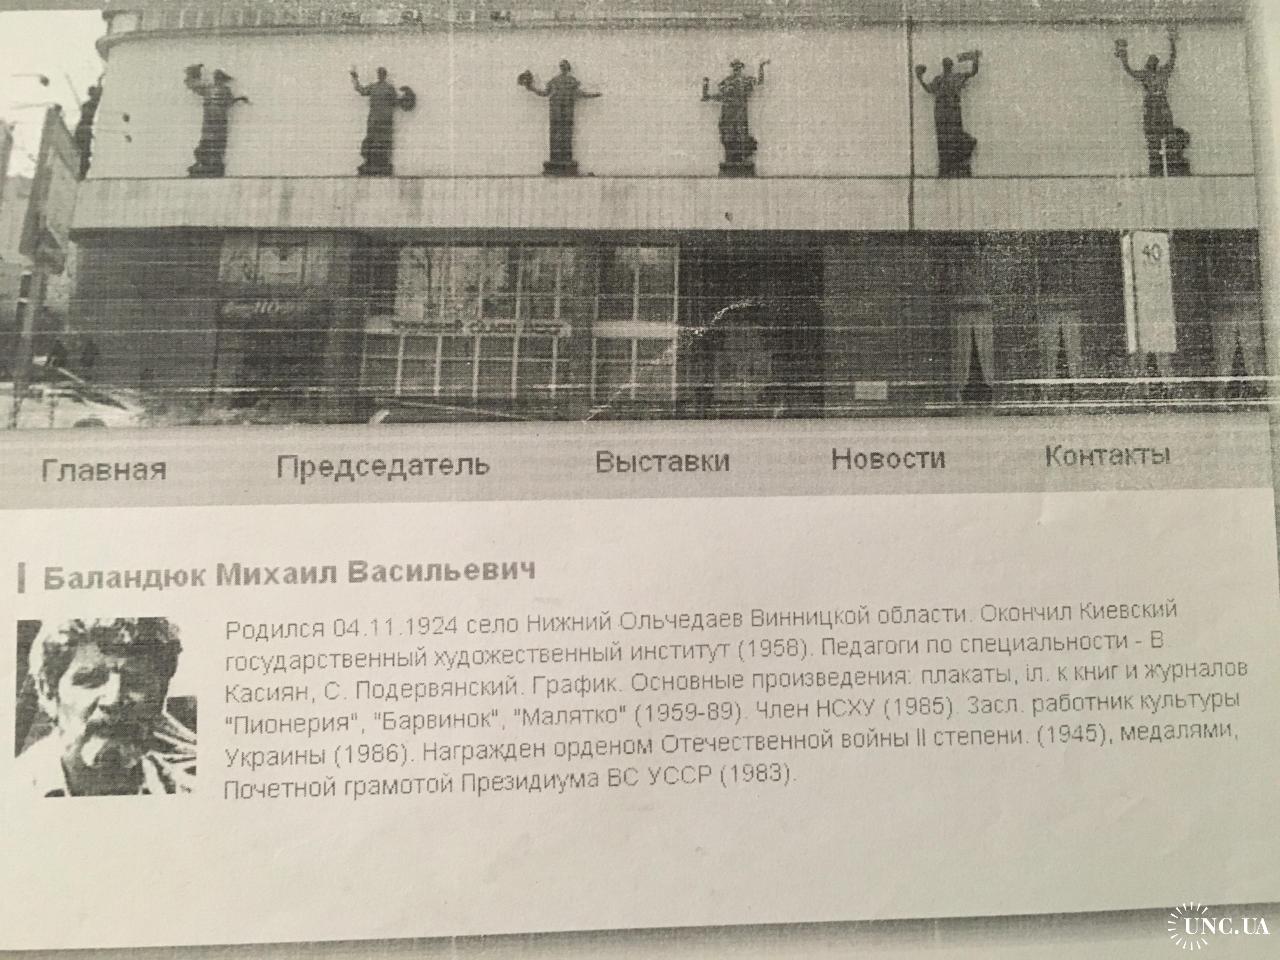 40
Главная Председатель Выставки Новости Контакты
Баландюк Михаил Васильевич
Родился 04.11.1924 село Нижний Ольчедаев Винницкой области. Окончил Киевский
государственный художественный институт (1958). Педагоги по специальности - В.
Касиян, С. Подервянский. График. Основные произведения: плакаты, іл. к книг и журналов
"Пионерия", "Барвинок", "Малятко" (1959-89). Член НСХУ (1985). Засл. работник культуры
Украины (1986). Награжден орденом Отечественной войны II степени. (1945), медалями,
Почетной грамотой Президиума ВС УССР (1983).
UNC.UA